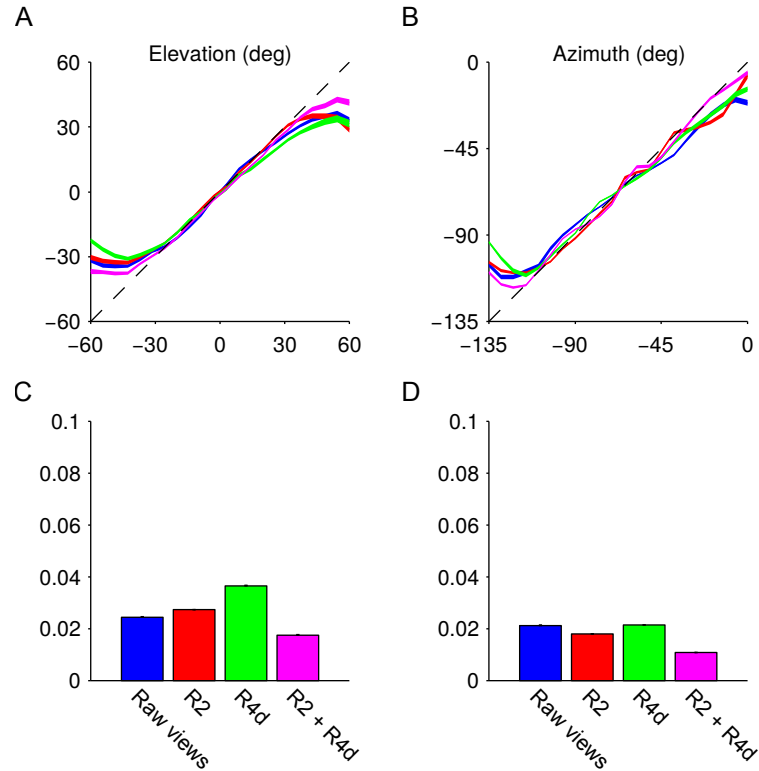 A
B
Elevation (deg)
Azimuth (deg)
60
30
0
−30
−60
−60 −30 0 30 60
0
−45
−90
−135
−135 −90 −45 0
C
D
0.1
0.08
0.06
0.04
0.02
0
Raw views R2 R4d R2 + R4d
0.1
0.08
0.06
0.04
0.02
0
Raw views R2 R4d R2 + R4d